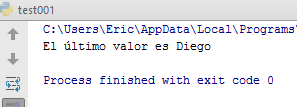 test001
C:\Users\Eric\AppData\Local\Programs\
El último valor es Diego
Process finished with exit code 0